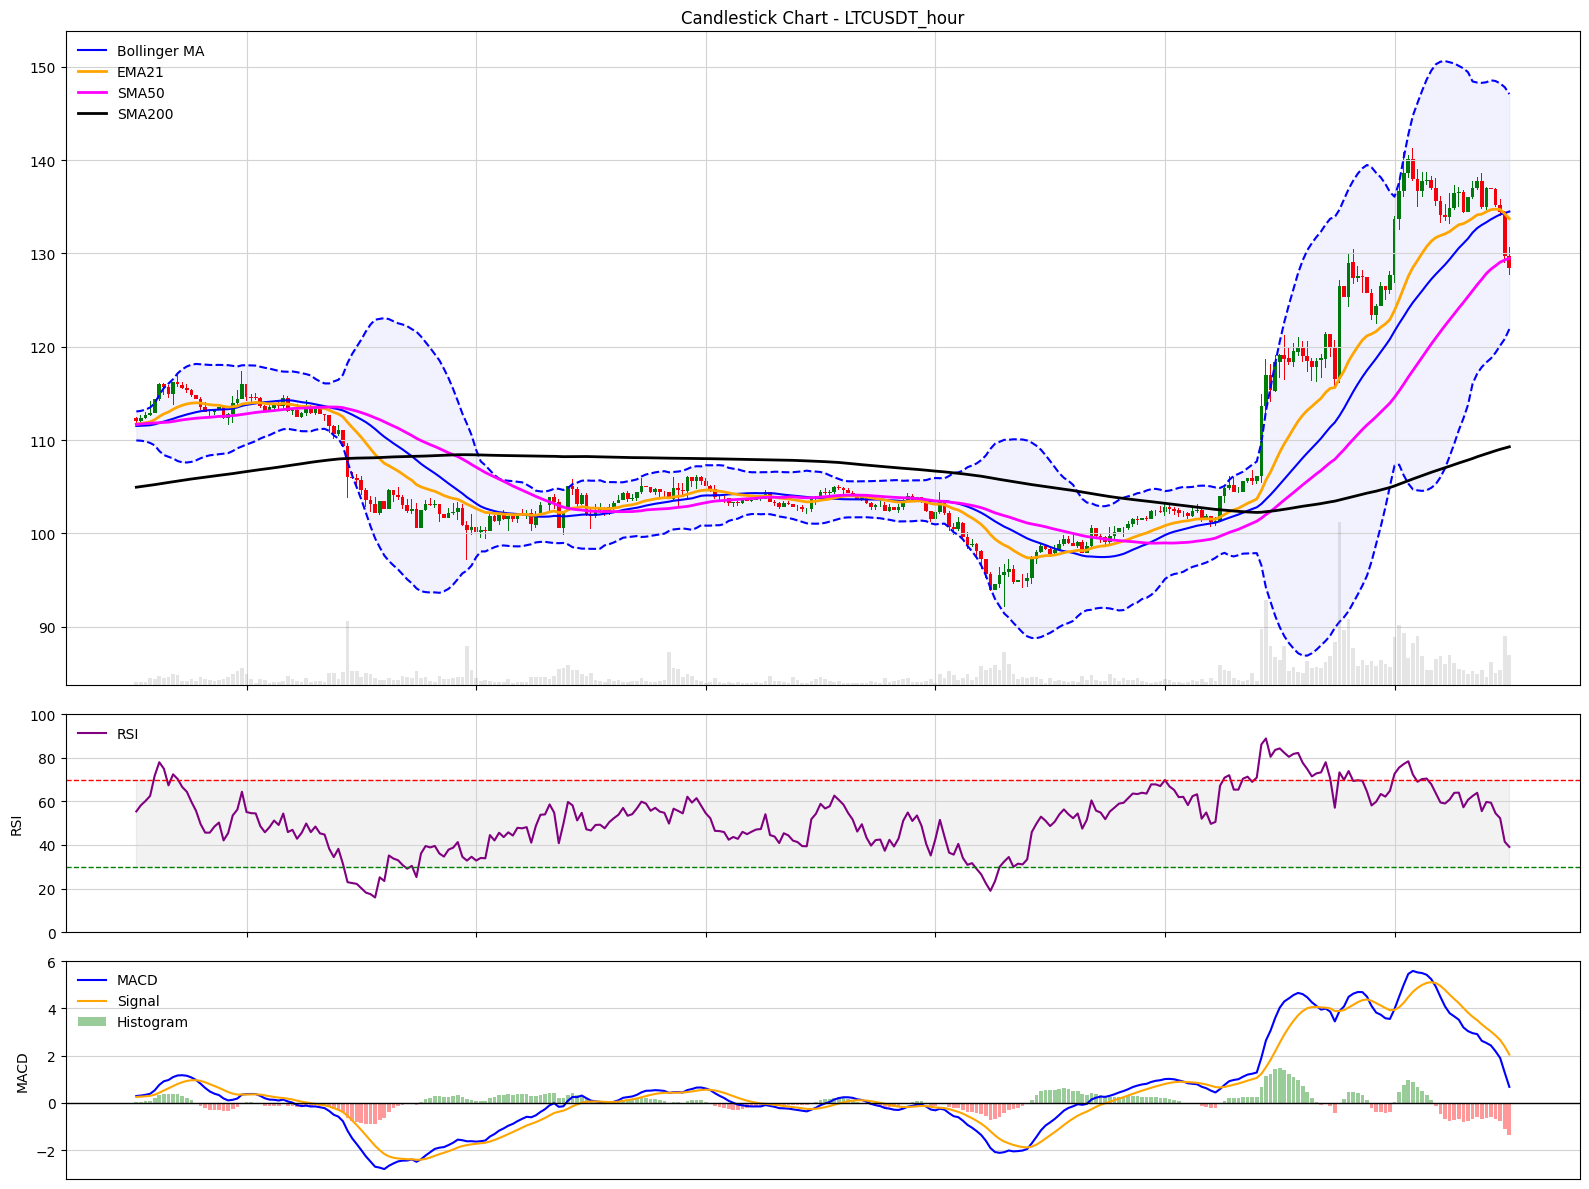 Candlestick Chart - LTCUSDT_hour
Bollinger MA
EMA21
SMA50
SMA200
150
140
130
120
110
100
90
RSI
100
80
60
40
20
0
RSI
MACD
Signal
Histogram
6
4
2
0
−2
MACD